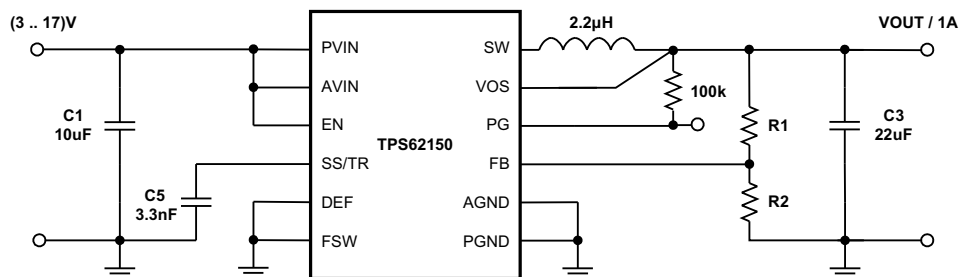 (3 .. 17)V
2.2µH
VOUT / 1A
PVIN
SW
AVIN
VOS
100k
C1
10uF
EN
PG
R1
C3
22uF
TPS62150
SS/TR
FB
C5
3.3nF
DEF
AGND
R2
FSW
PGND